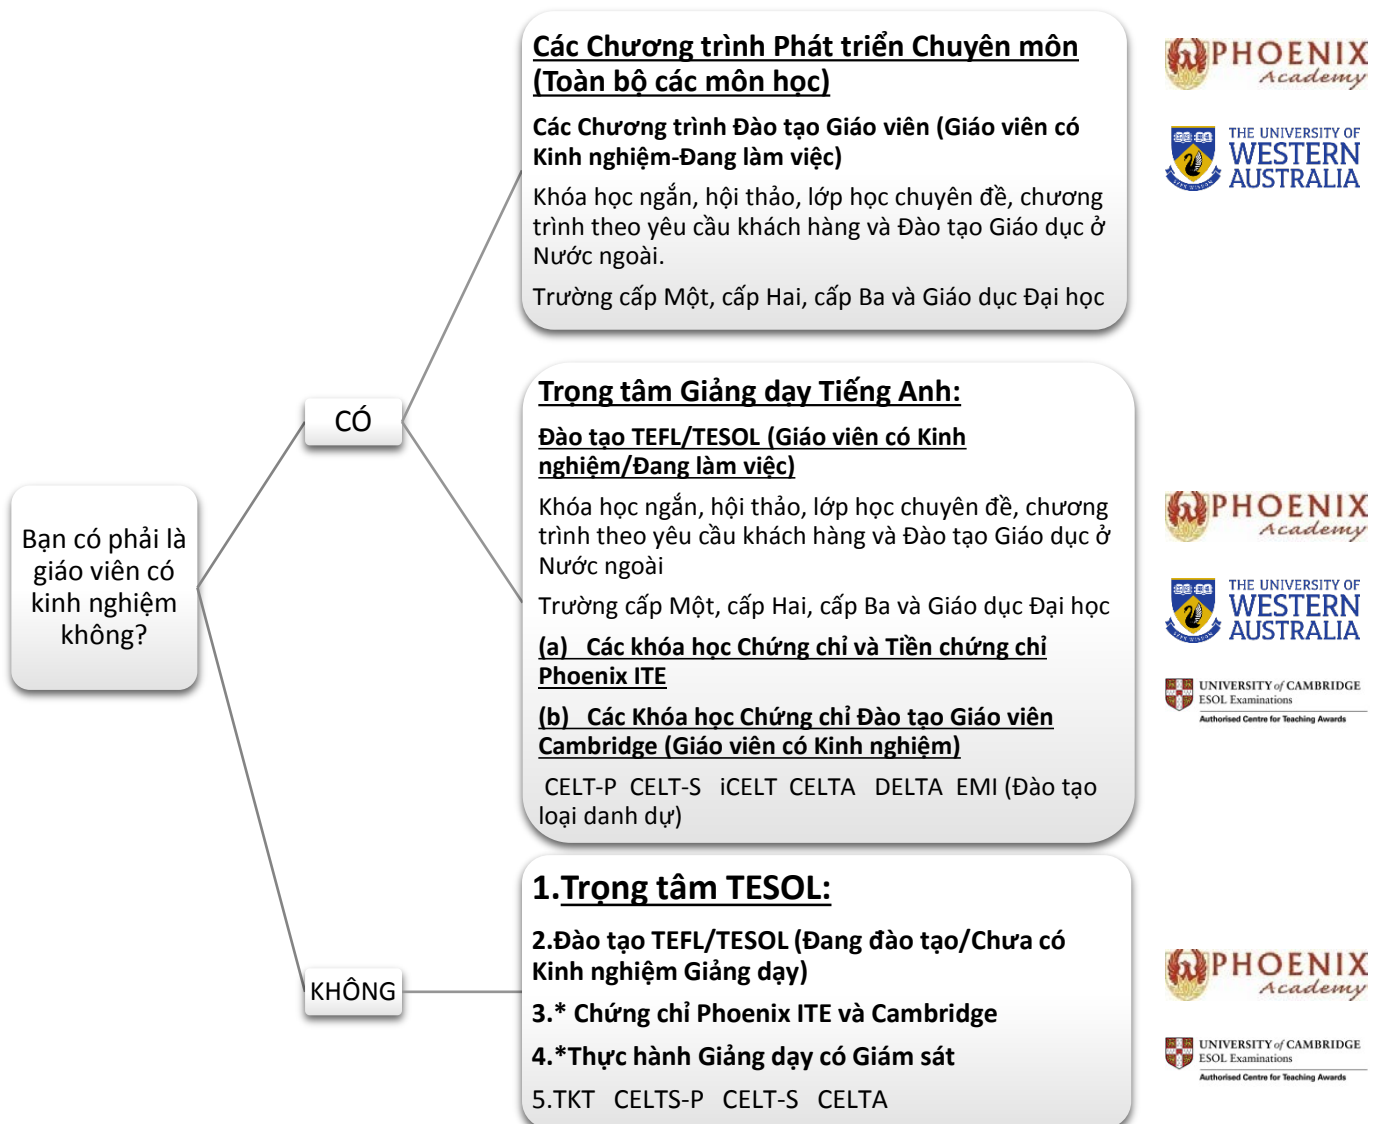 Bạn có phải là
giáo viên có
kinh nghiệm
không?
CÓ
Các Chương trình Phát triển Chuyên môn
(Toàn bộ các môn học)
Các Chương trình Đào tạo Giáo viên (Giáo viên có
Kinh nghiệm-Đang làm việc)
Khóa học ngắn, hội thảo, lớp học chuyên đề, chương
trình theo yêu cầu khách hàng và Đào tạo Giáo dục ở
Nước ngoài.
Trường cấp Một, cấp Hai, cấp Ba và Giáo dục Đại học
PHOENIX
Academy
THE UNIVERSITY OF
WESTERN
AUSTRALIA
Trọng tâm Giảng dạy Tiếng Anh:
Đào tạo TEFL/TESOL (Giáo viên có Kinh
nghiệm/Đang làm việc)
Khóa học ngắn, hội thảo, lớp học chuyên đề, chương
trình theo yêu cầu khách hàng và Đào tạo Giáo dục ở
Nước ngoài
Trường cấp Một, cấp Hai, cấp Ba và Giáo dục Đại học
(a) Các khóa học Chứng chỉ và Tiền chứng chỉ
Phoenix ITE
(b) Các Khóa học Chứng chỉ Đào tạo Giáo viên
Cambridge (Giáo viên có Kinh nghiệm)
CELT-P CELT-S iCELT CELTA DELTA EMI (Đào tạo
loại danh dự)
PHOENIX
Academy
THE UNIVERSITY OF
WESTERN
AUSTRALIA
UNIVERSITY of CAMBRIDGE
ESOL Examinations
Authorised Centre for Teaching Awards
KHÔNG
1.Trọng tâm TESOL:
2.Đào tạo TEFL/TESOL (Đang đào tạo/Chưa có
Kinh nghiệm Giảng dạy)
3.* Chứng chỉ Phoenix ITE và Cambridge
4.*Thực hành Giảng dạy có Giám sát
5.TKT CELTS-P CELT-S CELTA
PHOENIX
Academy
UNIVERSITY of CAMBRIDGE
ESOL Examinations
Authorised Centre for Teaching Awards